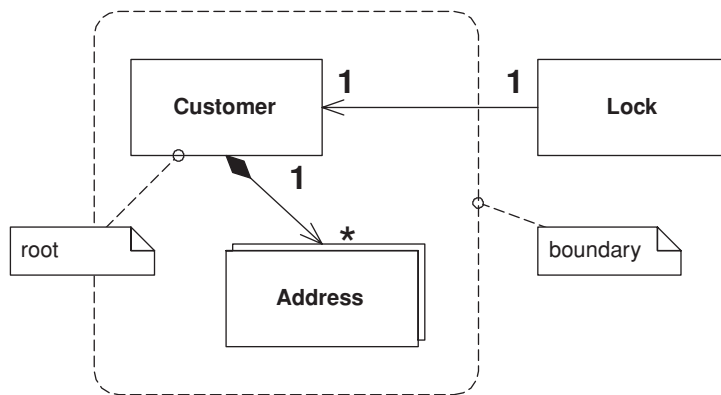 1
1
Customer
Lock
1
root
*
boundary
Address